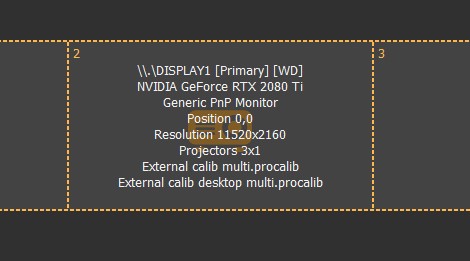 2
3
\\.\DISPLAY1 [Primary] [WD]
NVIDIA GeForce RTX 2080 Ti
Generic PnP Monitor
Position 0,0
Resolution 11520x2160
Projectors 3x1
External calib multi.procalib
External calib desktop multi.procalib